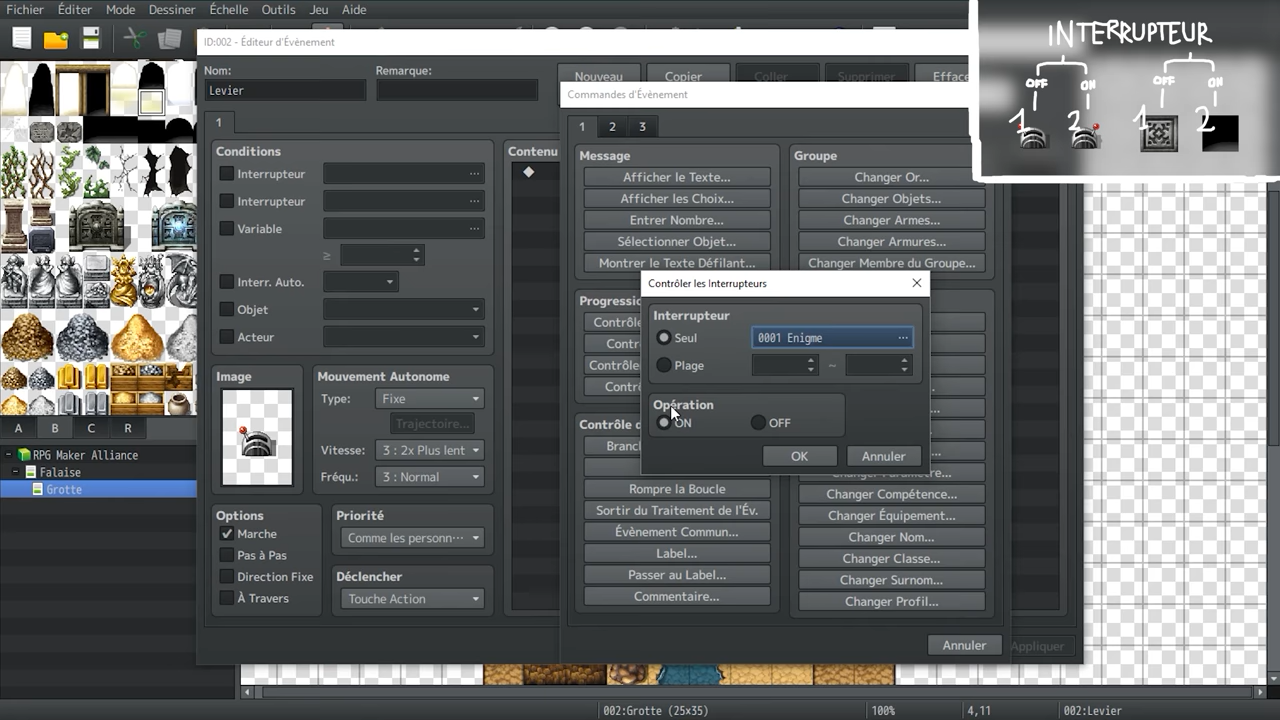 Fichier Éditer Mode Dessiner Échelle Outils Jeu Aide
ID:002 - Éditeur d'Évènement
Nom:
Levier
Remarque:
Nouveau Copier Coller Supprimer
1
Conditions
Interrupteur ...
Interrupteur ...
Variable ...
≥
Interr. Auto.
Objet
Acteur
Image
Mouvement Autonome
Type: Fixe
Trajectoire...
Vitesse: 3 : 2x Plus lent
Fréqu.: 3 : Normal
Options
Marche
Pas à Pas
Direction Fixe
À Travers
Priorité
Comme les personn···
Déclencher
Touche Action
Contenu
Commandes d'Évènement
1 2 3
Message
Afficher le Texte...
Afficher les Choix...
Entrer Nombre...
Sélectionner Objet...
Montrer le Texte Défilant...
Groupe
Changer Or...
Changer Objets...
Changer Armes...
Changer Armures...
Changer Membre du Groupe...
Rompre la Boucle
Sortir du Traitement de l'Év.
Évènement Commun...
Label...
Passer au Label...
Commentaire...
Changer Compétence...
Changer Équipement...
Changer Nom...
Changer Classe...
Changer Surnom...
Changer Profil...
Annuler
Appliquer
Contrôler les Interrupteurs
Interrupteur
Seul 0001 Enigme ...
Plage ~
Opération
ON OFF
OK Annuler
INTERRUPTEUR
OFF ON OFF ON
1 2 1 2
A B C R
RPG Maker Alliance
Falaise
Grotte
002:Grotte (25x35) 100% 4,11 002:Levier